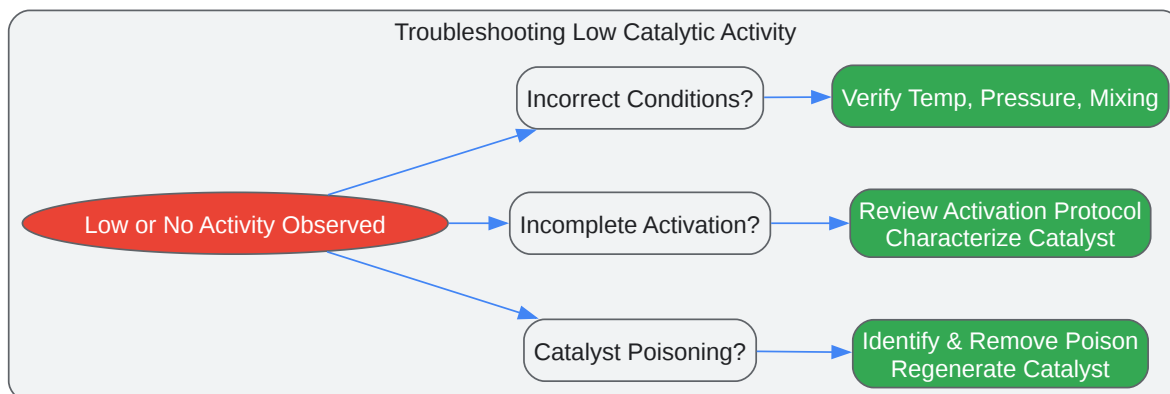 Troubleshooting Low Catalytic Activity
Incorrect Conditions?
Verify Temp, Pressure, Mixing
Low or No Activity Observed
Incomplete Activation?
Review Activation Protocol
Characterize Catalyst
Catalyst Poisoning?
Identify & Remove Poison
Regenerate Catalyst